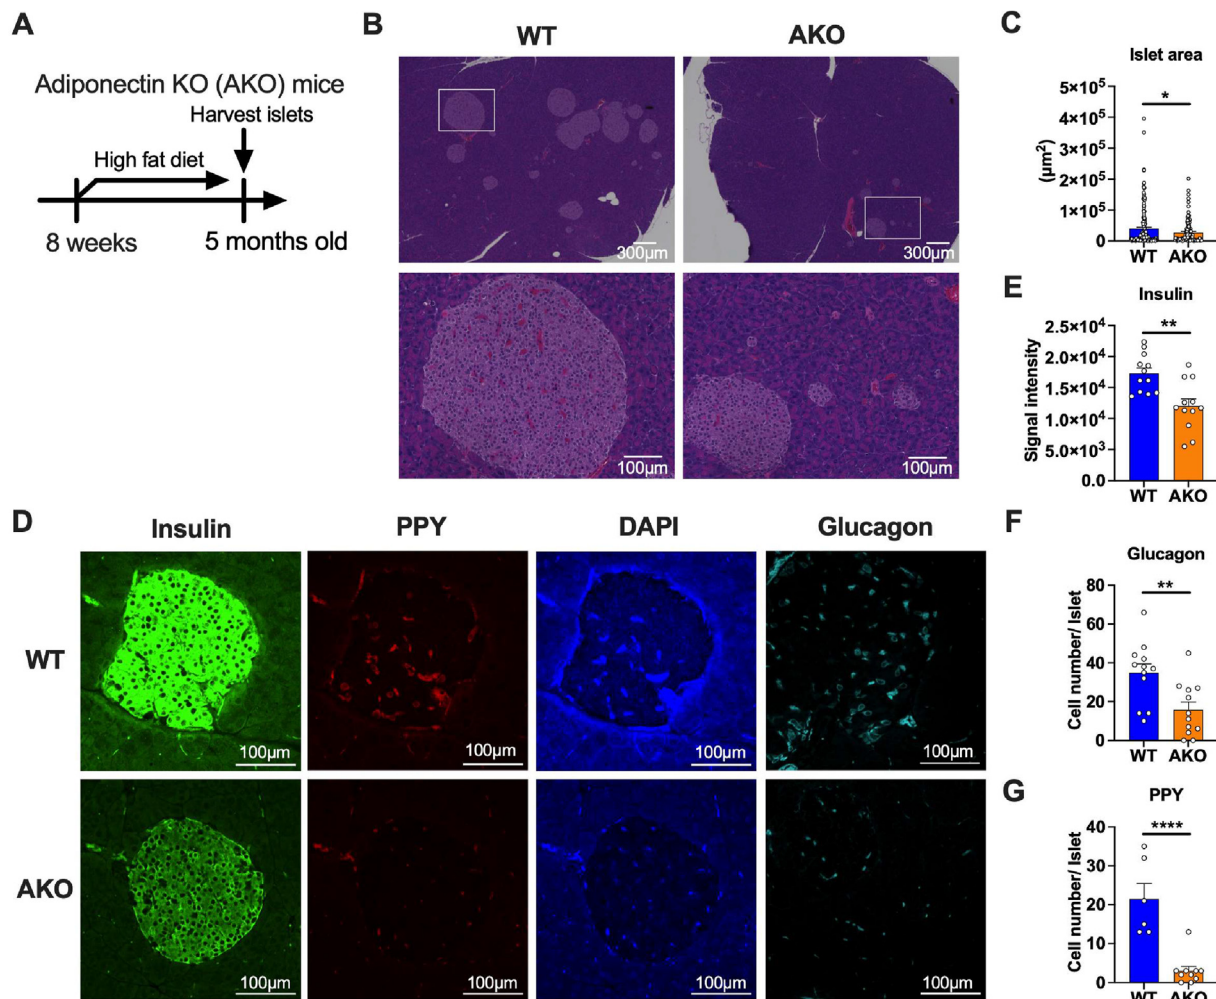 A
Adiponectin KO (AKO) mice
Harvest islets
High fat diet
8 weeks
5 months old
B
WT
AKO
300µm
300µm
100µm
100µm
C
Islet area
*
5×10⁵
4×10⁵
3×10⁵
2×10⁵
1×10⁵
0
(µm²)
WT AKO
E
Insulin
**
2.5×10⁴
2.0×10⁴
1.5×10⁴
1.0×10⁴
5.0×10³
0.0
Signal intensity
WT AKO
D
Insulin
PPY
DAPI
Glucagon
WT
100µm
100µm
100µm
100µm
AKO
100µm
100µm
100µm
100µm
F
Glucagon
**
80
60
40
20
0
Cell number/ Islet
WT AKO
G
PPY
****
40
30
20
10
0
Cell number/ Islet
WT AKO